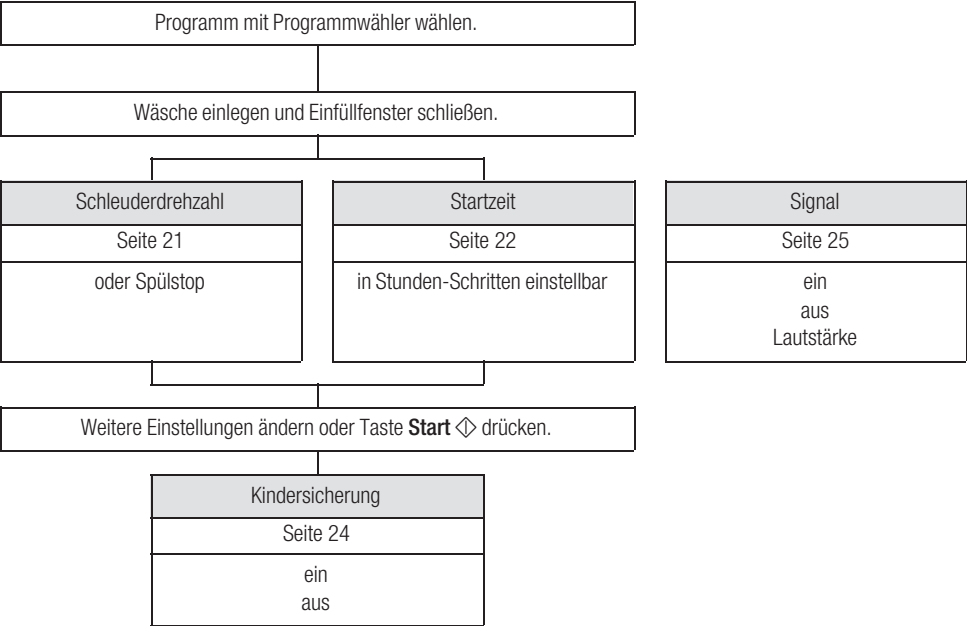 Programm mit Programmwähler wählen.
Wäsche einlegen und Einfüllfenster schließen.
Schleuderdrehzahl
Seite 21
oder Spülstop
Startzeit
Seite 22
in Stunden-Schritten einstellbar
Signal
Seite 25
ein
aus
Lautstärke
Weitere Einstellungen ändern oder Taste Start drücken.
Kindersicherung
Seite 24
ein
aus